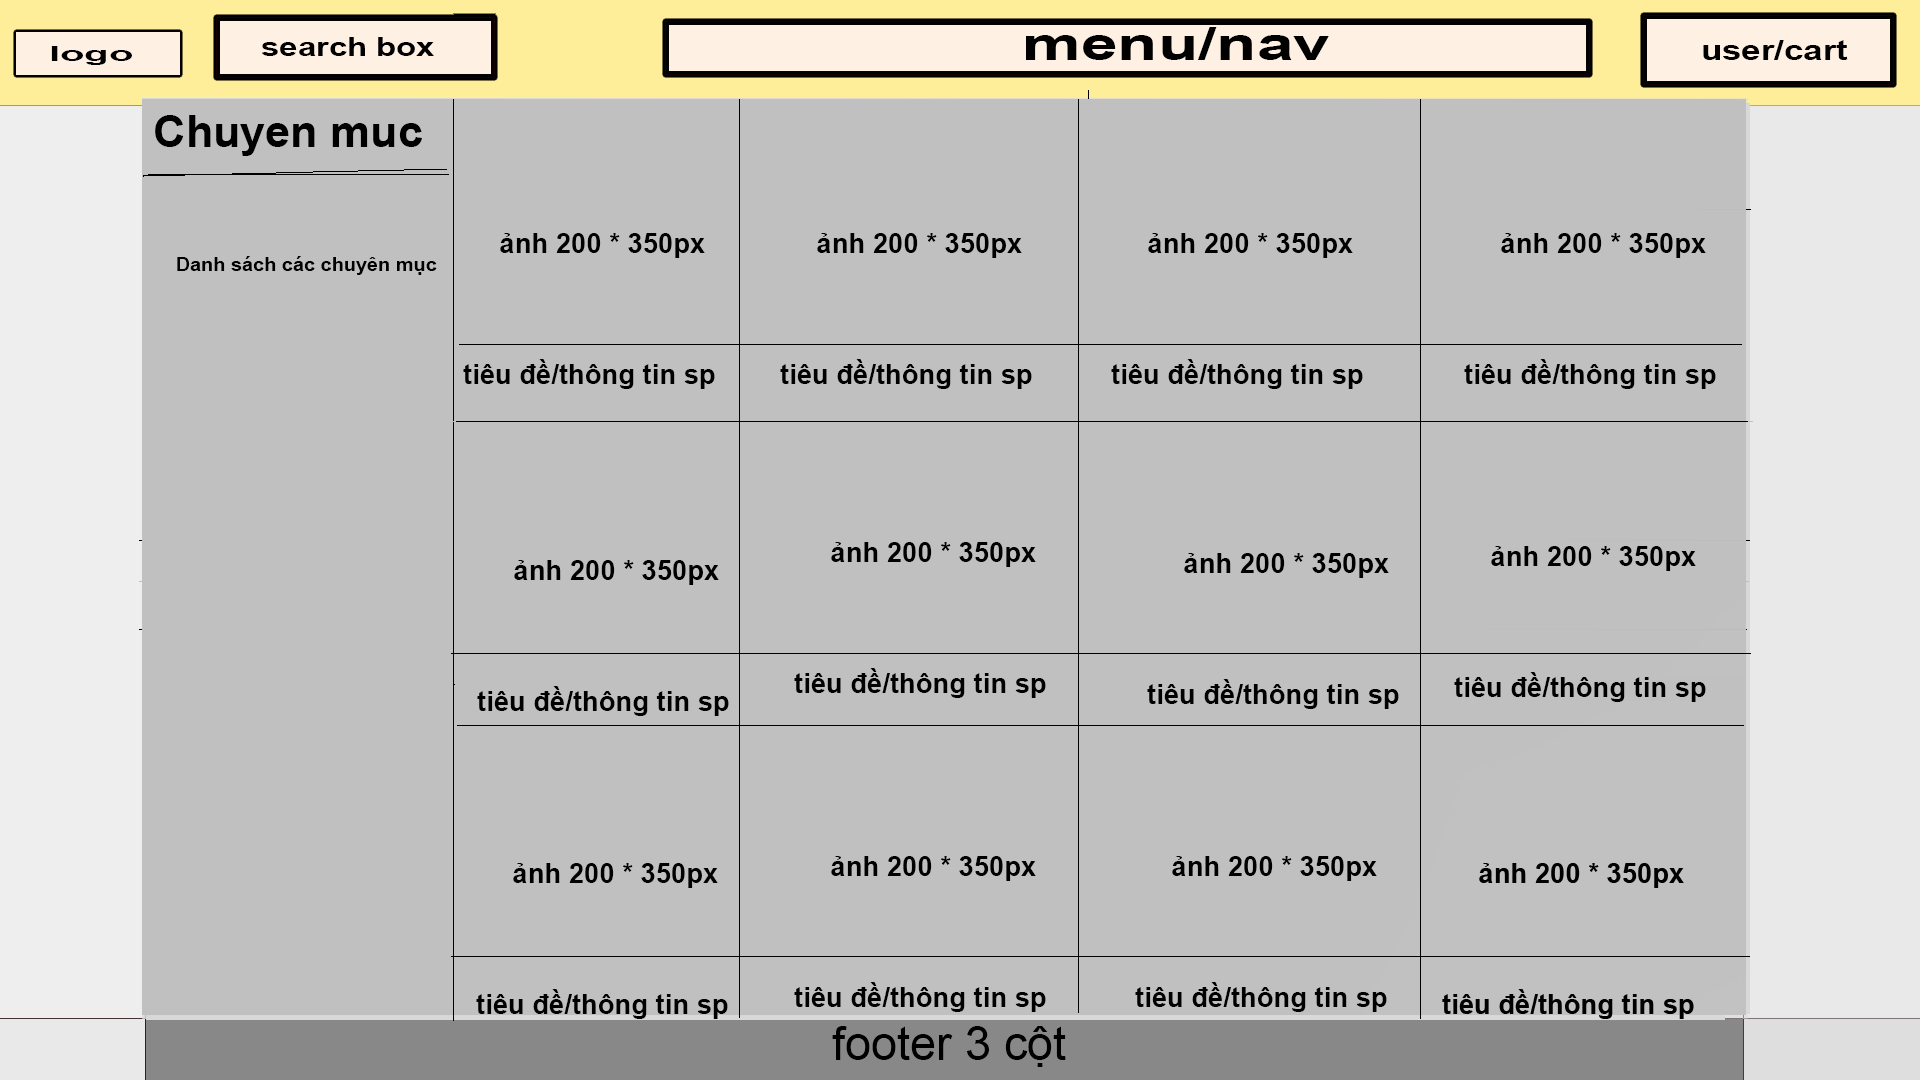 logo
search box
menu/nav
user/cart
Chuyen muc
Danh sách các chuyên mục
ảnh 200 * 350px
ảnh 200 * 350px
ảnh 200 * 350px
ảnh 200 * 350px
tiêu đề/thông tin sp
tiêu đề/thông tin sp
tiêu đề/thông tin sp
tiêu đề/thông tin sp
ảnh 200 * 350px
ảnh 200 * 350px
ảnh 200 * 350px
ảnh 200 * 350px
tiêu đề/thông tin sp
tiêu đề/thông tin sp
tiêu đề/thông tin sp
tiêu đề/thông tin sp
ảnh 200 * 350px
ảnh 200 * 350px
ảnh 200 * 350px
ảnh 200 * 350px
tiêu đề/thông tin sp
tiêu đề/thông tin sp
tiêu đề/thông tin sp
tiêu đề/thông tin sp
footer 3 cột